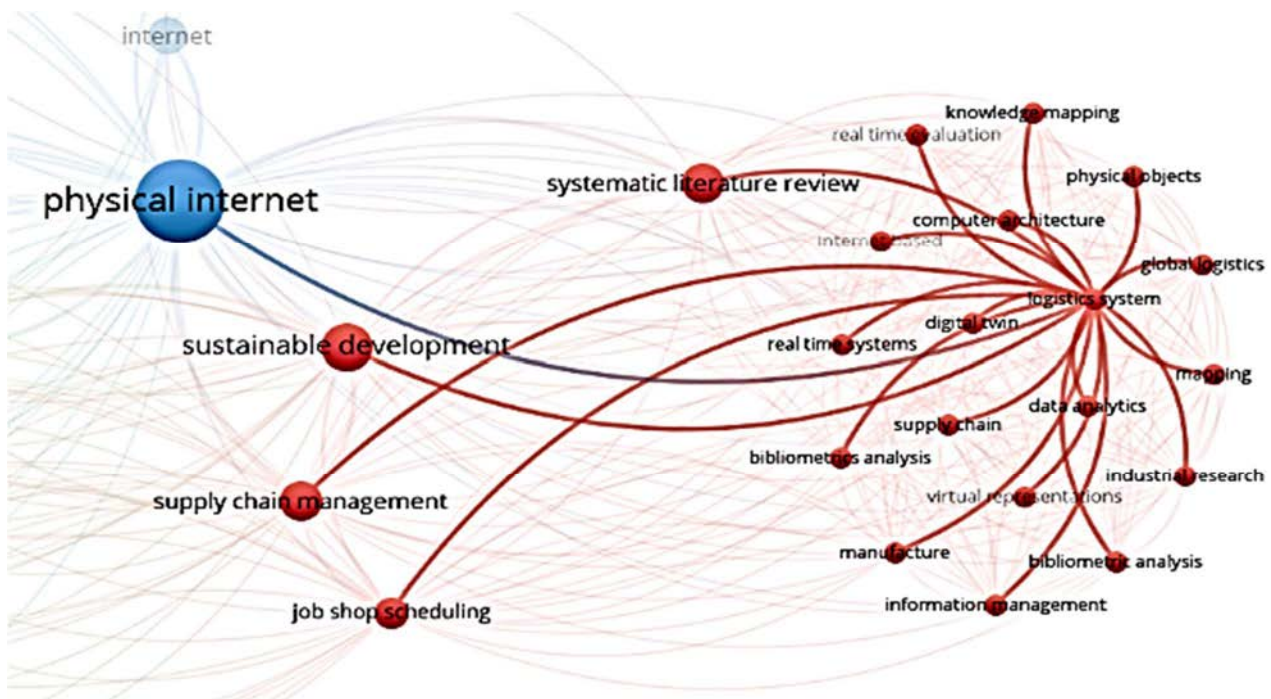 internet
knowledge mapping
real time evaluation
physical objects
systematic literature review
physical internet
computer architecture
internet based
global logistics
logistics system
digital twin
real time systems
sustainable development
mapping
data analytics
supply chain
bibliometrics analysis
industrial research
virtual representations
supply chain management
manufacture
bibliometric analysis
information management
job shop scheduling